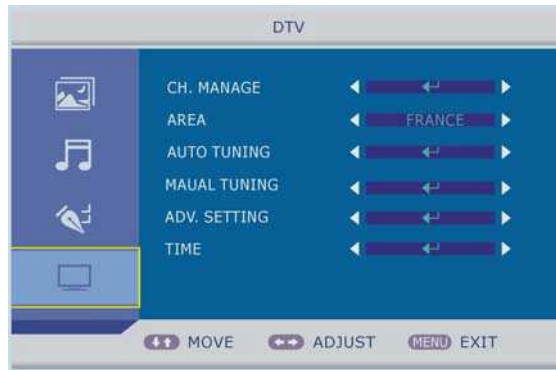 DTV
CH. MANAGE
AREA FRANCE
AUTO TUNING
MAUAL TUNING
ADV. SETTING
TIME
MOVE ADJUST MENU EXIT